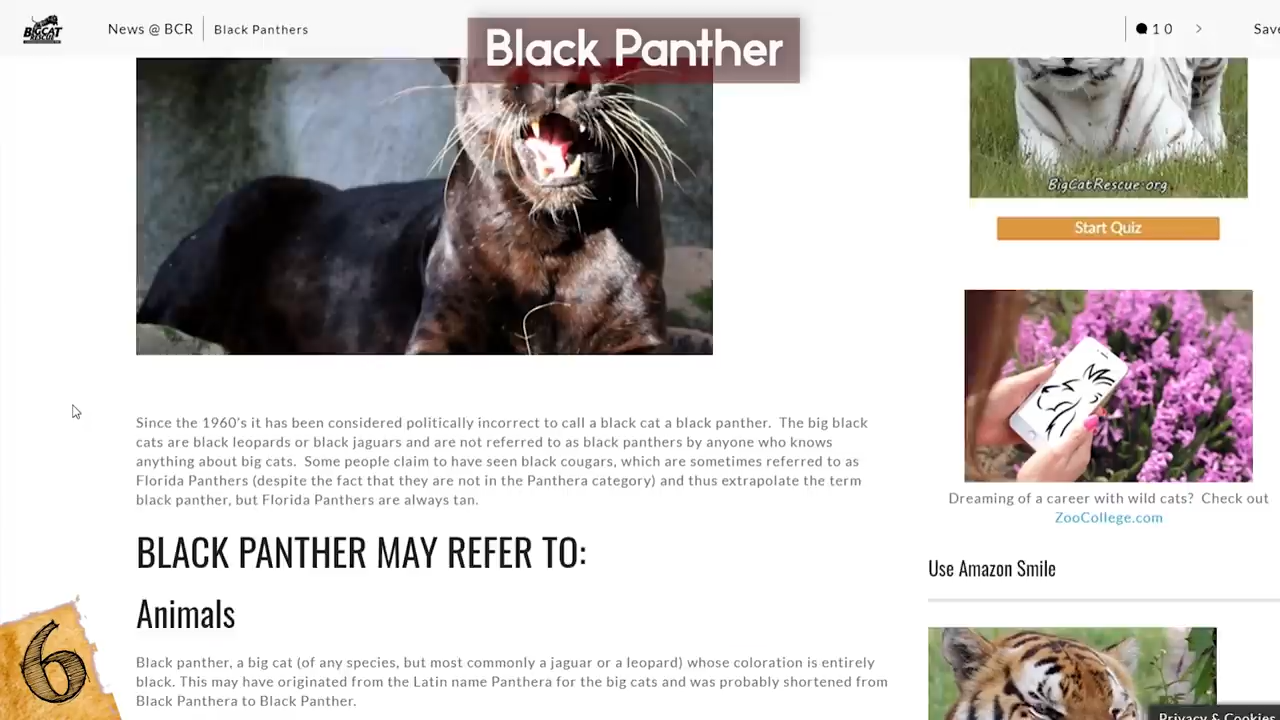 BIGCAT
RESCUE
News @ BCR
Black Panthers
Black Panther
10
Save
BigCatRescue.org
Start Quiz
Since the 1960's it has been considered politically incorrect to call a black cat a black panther.  The big black
cats are black leopards or black jaguars and are not referred to as black panthers by anyone who knows
anything about big cats.  Some people claim to have seen black cougars, which are sometimes referred to as
Florida Panthers (despite the fact that they are not in the Panthera category) and thus extrapolate the term
black panther, but Florida Panthers are always tan.
Dreaming of a career with wild cats?  Check out
ZooCollege.com
BLACK PANTHER MAY REFER TO:
Use Amazon Smile
Animals
Black panther, a big cat (of any species, but most commonly a jaguar or a leopard) whose coloration is entirely
black. This may have originated from the Latin name Panthera for the big cats and was probably shortened from
Black Panthera to Black Panther.
6
Privacy & Cookies